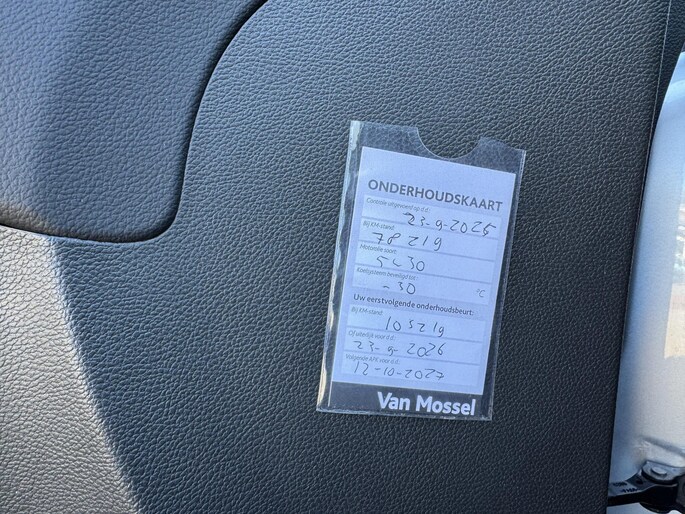 ONDERHOUDSKAART
Controle uitgevoerd op d.d.:
23-9-2025
Bij KM-stand:
78219
Motorolie soort:
5w30
Koelsysteem beveiligd tot:
-30 °C
Uw eerstvolgende onderhoudsbeurt:
Bij KM-stand:
105219
Of uiterlijk voor d.d.:
23-9-2026
Volgende APK voor d.d.:
12-10-2027
Van Mossel